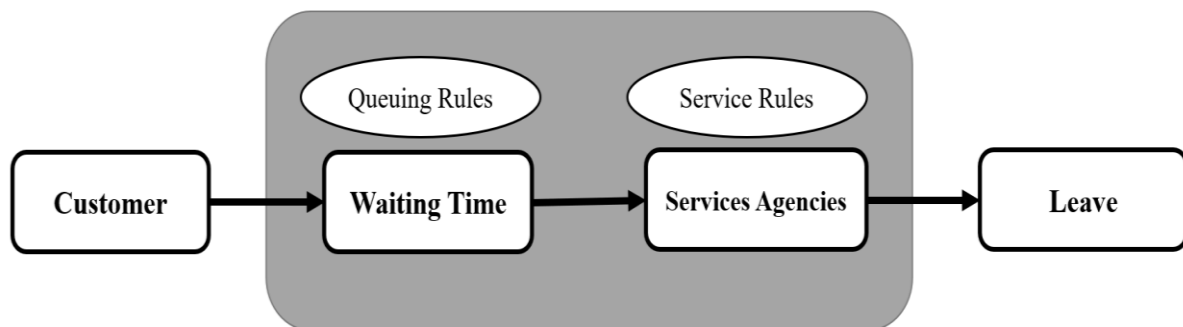 Queuing Rules
Service Rules
Customer
Waiting Time
Services Agencies
Leave